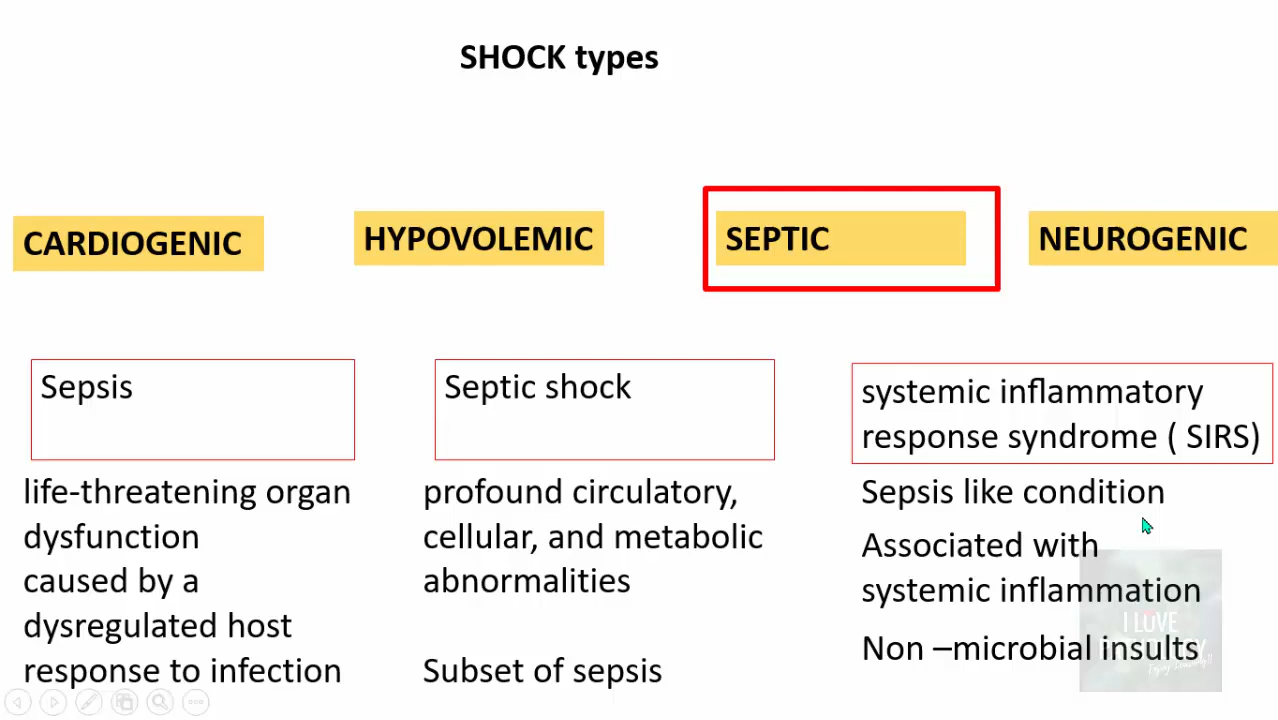 SHOCK types
CARDIOGENIC
HYPOVOLEMIC
SEPTIC
NEUROGENIC
Sepsis
life-threatening organ
dysfunction
caused by a
dysregulated host
response to infection
Septic shock
profound circulatory,
cellular, and metabolic
abnormalities
Subset of sepsis
systemic inflammatory
response syndrome ( SIRS)
Sepsis like condition
Associated with
systemic inflammation
Non –microbial insults
I LOVE